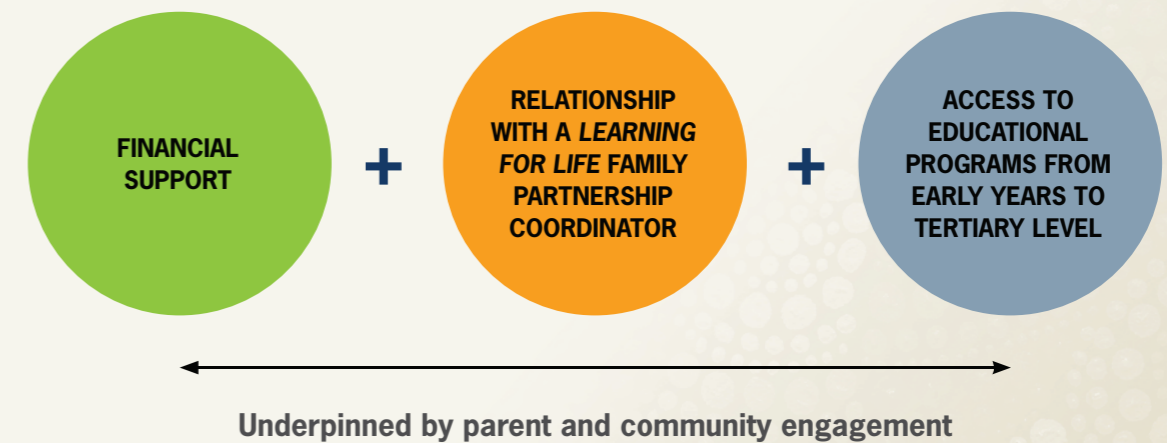 FINANCIAL
SUPPORT
+
RELATIONSHIP
WITH A LEARNING
FOR LIFE FAMILY
PARTNERSHIP
COORDINATOR
+
ACCESS TO
EDUCATIONAL
PROGRAMS FROM
EARLY YEARS TO
TERTIARY LEVEL
Underpinned by parent and community engagement